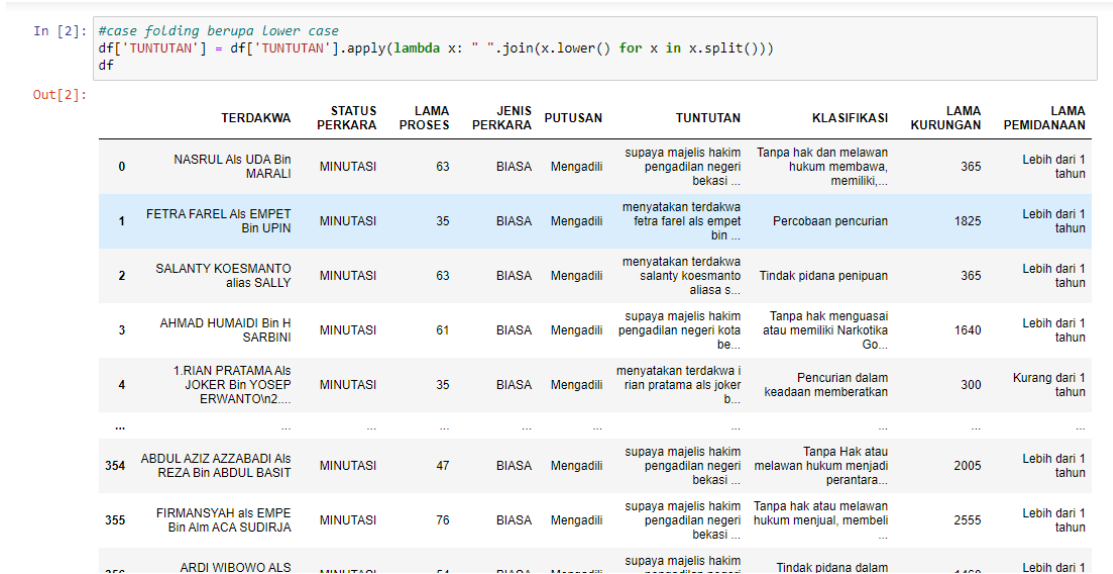 In [2]: #case folding berupa lower case
df['TUNTUTAN'] = df['TUNTUTAN'].apply(lambda x: " ".join(x.lower() for x in x.split()))
df
Out[2]:
TERDAKWA STATUS PERKARA LAMA PROSES JENIS PERKARA PUTUSAN TUNTUTAN KLASIFIKASI LAMA KURUNGAN LAMA PEMIDANAAN
0 NASRUL Als UDA Bin MARALI MINUTASI 63 BIASA Mengadili supaya majelis hakim pengadilan negeri bekasi ... Tanpa hak dan melawan hukum membawa, memiliki,... 365 Lebih dari 1 tahun
1 FETRA FAREL Als EMPET Bin UPIN MINUTASI 35 BIASA Mengadili menyatakan terdakwa fetra farel als empet bin ... Percobaan pencurian 1825 Lebih dari 1 tahun
2 SALANTY KOESMANTO alias SALLY MINUTASI 63 BIASA Mengadili menyatakan terdakwa salanty koesmanto aliasa s... Tindak pidana penipuan 365 Lebih dari 1 tahun
3 AHMAD HUMAIDI Bin H SARBINI MINUTASI 61 BIASA Mengadili supaya majelis hakim pengadilan negeri kota be... Tanpa hak menguasai atau memiliki Narkotika Go... 1640 Lebih dari 1 tahun
4 1.RIAN PRATAMA Als JOKER Bin YOSEP ERWANTO\n2.... MINUTASI 35 BIASA Mengadili menyatakan terdakwa i rian pratama als joker b... Pencurian dalam keadaan memberatkan 300 Kurang dari 1 tahun
... ... ... ... ... ... ... ... ... ...
354 ABDUL AZIZ AZZABADI Als REZA Bin ABDUL BASIT MINUTASI 47 BIASA Mengadili supaya majelis hakim pengadilan negeri bekasi ... Tanpa Hak atau melawan hukum menjadi perantara... 2005 Lebih dari 1 tahun
355 FIRMANSYAH als EMPE Bin Alm ACA SUDIRJA MINUTASI 76 BIASA Mengadili supaya majelis hakim pengadilan negeri bekasi ... Tanpa hak atau melawan hukum menjual, membeli ... 2555 Lebih dari 1 tahun
ARDI WIBOWO ALS supaya majelis hakim Tindak pidana dalam Lebih dari 1